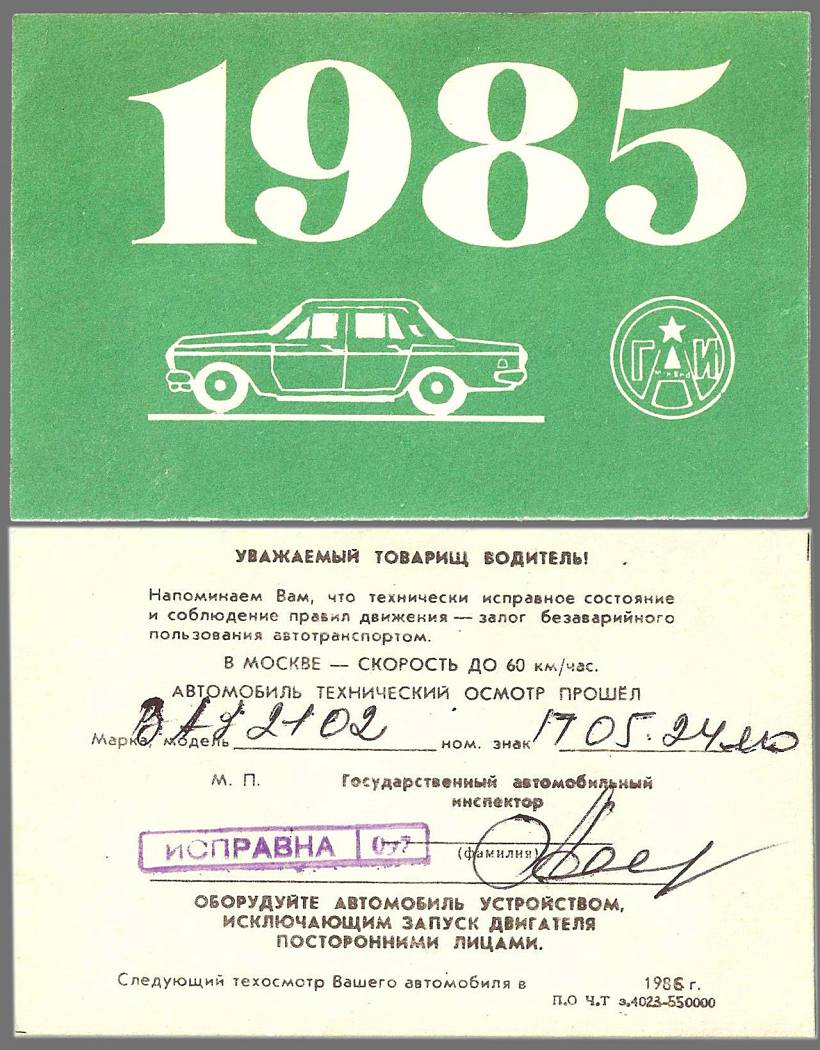 1985
ГАИ
УВАЖАЕМЫЙ ТОВАРИЩ ВОДИТЕЛЬ!
Напоминаем Вам, что технически исправное состояние
и соблюдение правил движения — залог безаварийного
пользования автотранспортом.
В МОСКВЕ — СКОРОСТЬ ДО 60 км/час.
АВТОМОБИЛЬ ТЕХНИЧЕСКИЙ ОСМОТР ПРОШЁЛ
Марка, модель ВАЗ 2102 ном. знак 17 05-24 мю
М. П. Государственный автомобильный
инспектор
ИСПРАВНА
(фамилия)
ОБОРУДУЙТЕ АВТОМОБИЛЬ УСТРОЙСТВОМ,
ИСКЛЮЧАЮЩИМ ЗАПУСК ДВИГАТЕЛЯ
ПОСТОРОННИМИ ЛИЦАМИ.
Следующий техосмотр Вашего автомобиля в 1986 г.
П.О Ч.Т з.4023-550000